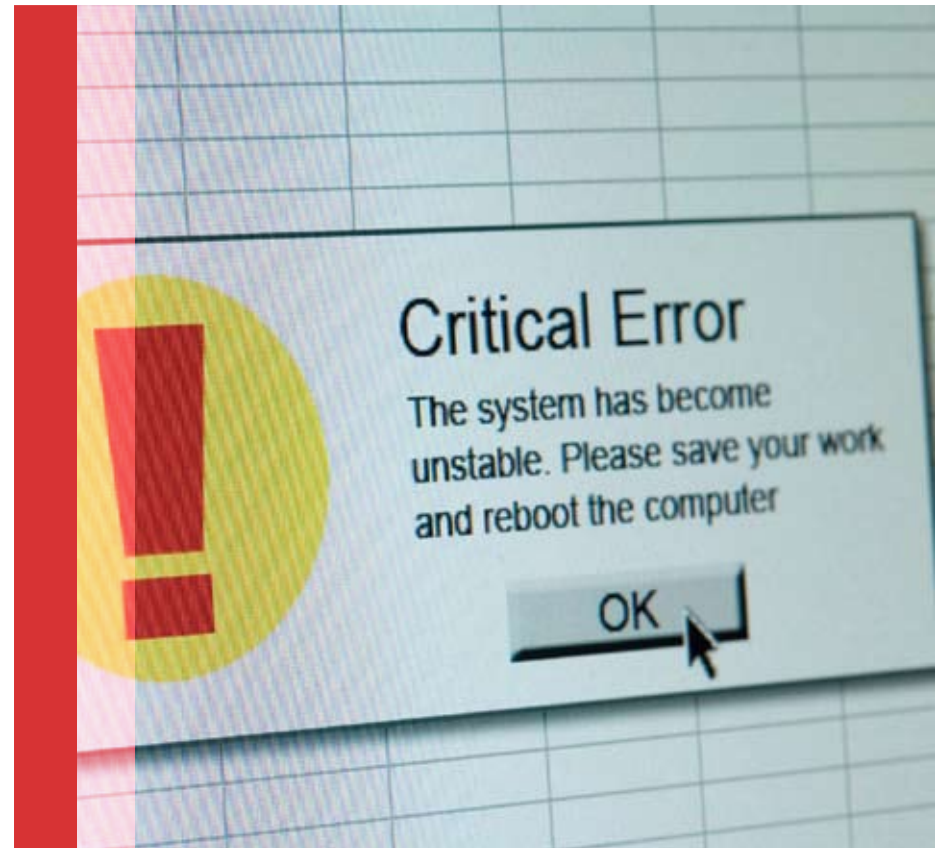 Critical Error
The system has become
unstable. Please save your work
and reboot the computer
OK